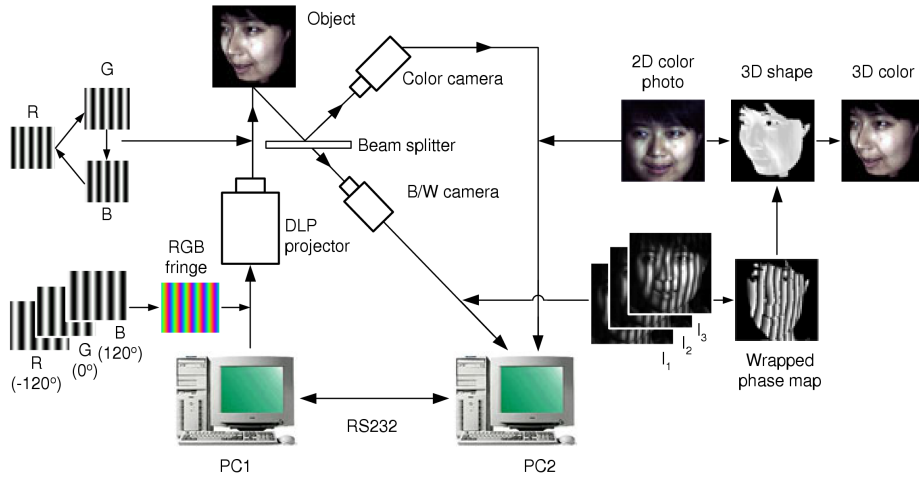 Object
G
R
B
Color camera
Beam splitter
B/W camera
DLP
projector
RGB
fringe
R
(-120°)
G
(0°)
B
(120°)
2D color
photo
3D shape
3D color
I1
I2
I3
Wrapped
phase map
RS232
PC1
PC2